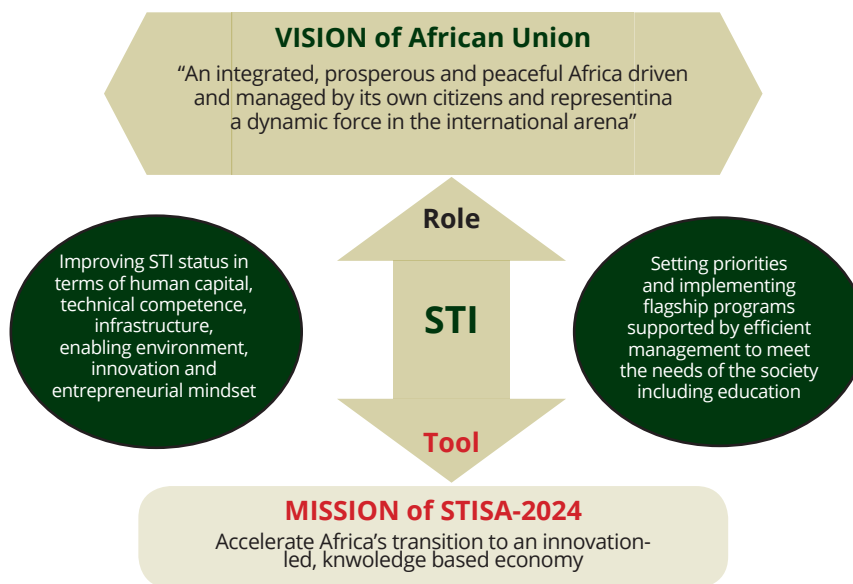 VISION of African Union
“An integrated, prosperous and peaceful Africa driven
and managed by its own citizens and representina
a dynamic force in the international arena”
Role
Improving STI status in
terms of human capital,
technical competence,
infrastructure,
enabling environment,
innovation and
entrepreneurial mindset
STI
Setting priorities
and implementing
flagship programs
supported by efficient
management to meet
the needs of the society
including education
Tool
MISSION of STISA-2024
Accelerate Africa’s transition to an innovation-
led, knwoledge based economy